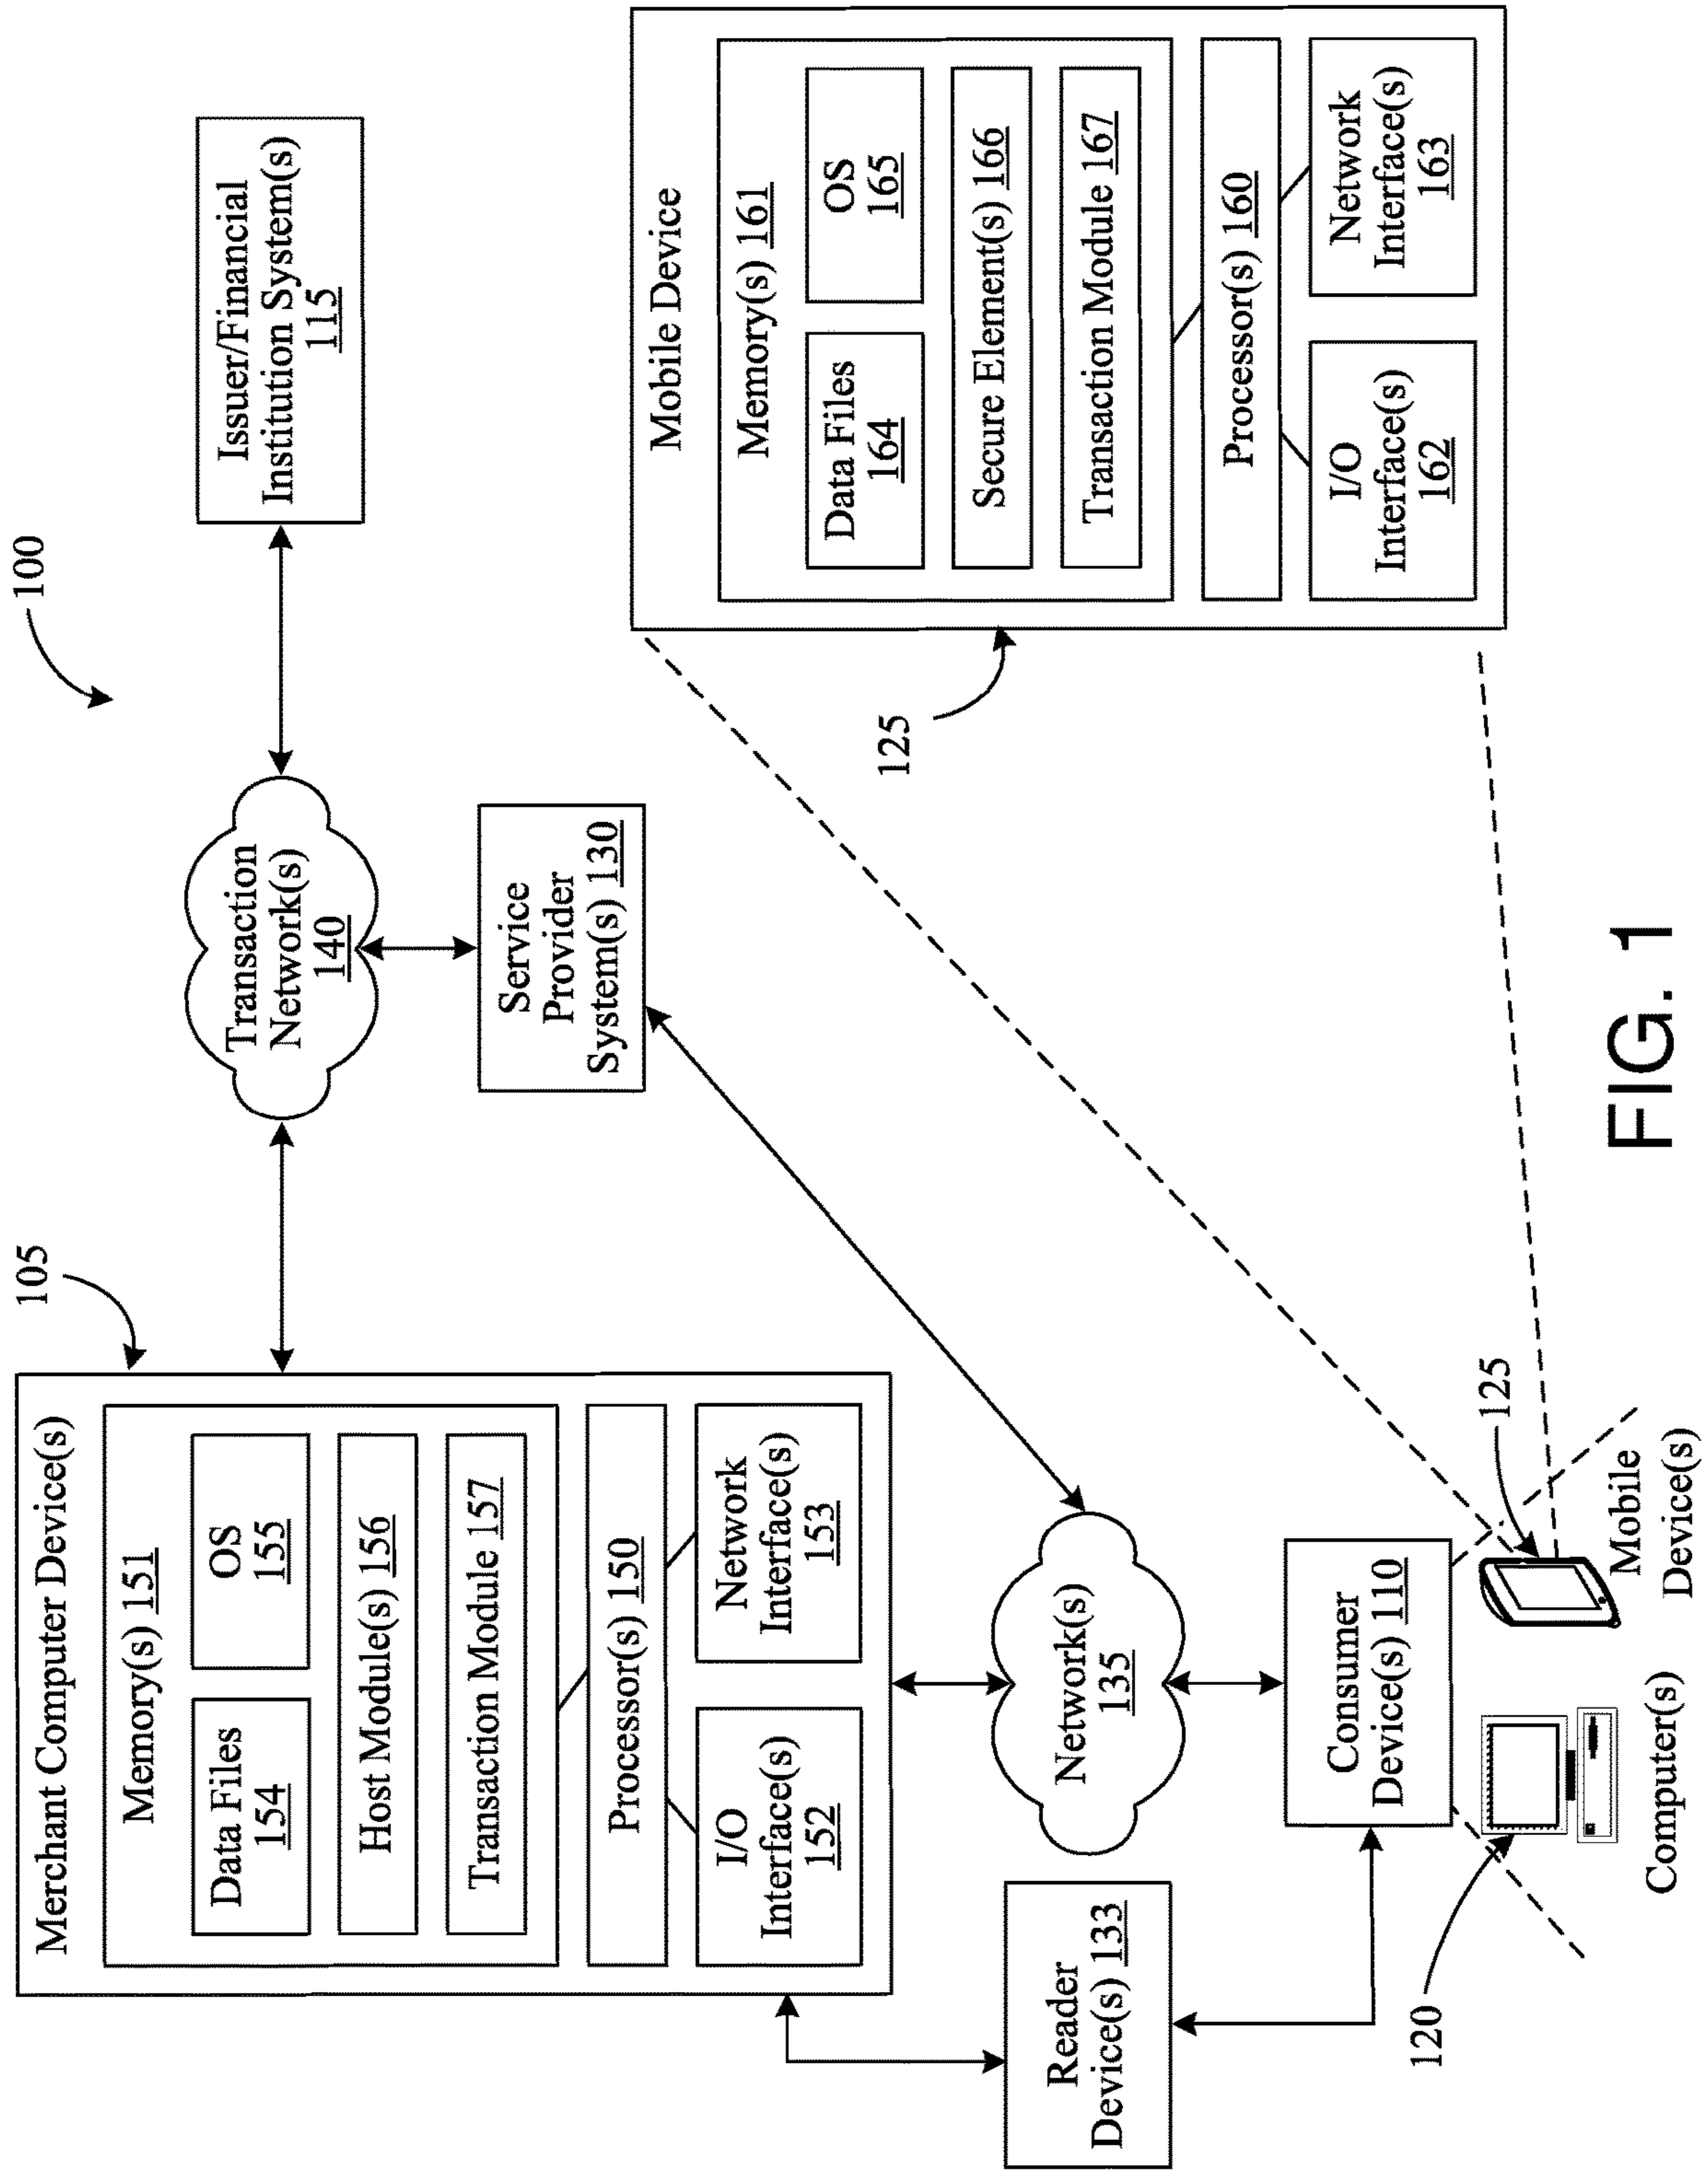 100
105
Merchant Computer Device(s)
Memory(s) 151
Data Files
154
OS
155
Host Module(s) 156
Transaction Module 157
Processor(s) 150
I/O
Interface(s)
152
Network
Interface(s)
153
Transaction
Network(s)
140
Issuer/Financial
Institution System(s)
115
Service
Provider
System(s) 130
Reader
Device(s) 133
Network(s)
135
Consumer
Device(s) 110
120
Computer(s)
125
Mobile
Device(s)
125
Mobile Device
Memory(s) 161
Data Files
164
OS
165
Secure Element(s) 166
Transaction Module 167
Processor(s) 160
I/O
Interface(s)
162
Network
Interface(s)
163
FIG. 1